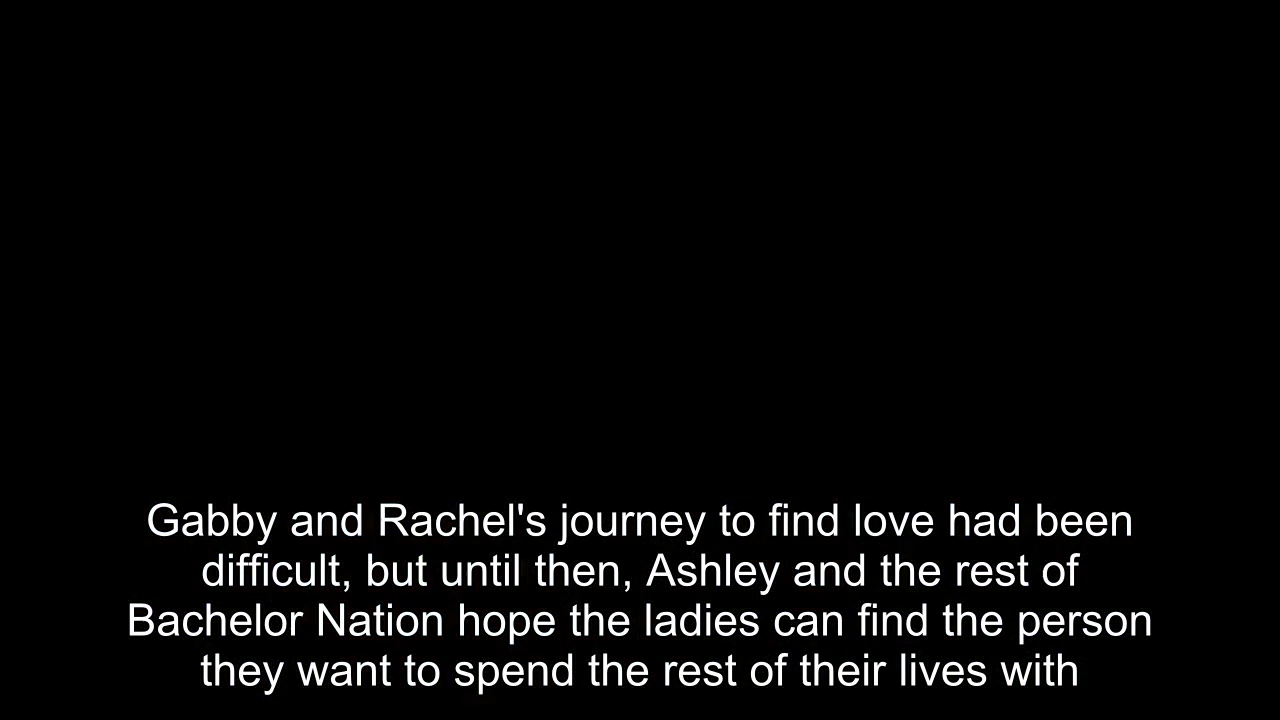 Gabby and Rachel's journey to find love had been
difficult, but until then, Ashley and the rest of
Bachelor Nation hope the ladies can find the person
they want to spend the rest of their lives with